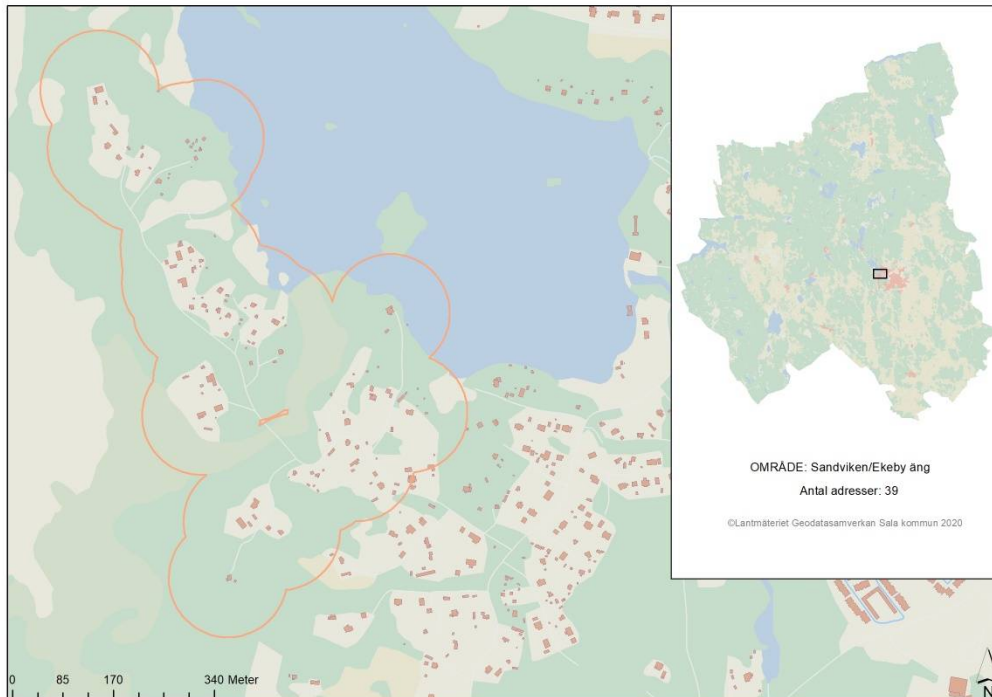 OMRÅDE: Sandviken/Ekeby äng
Antal adresser: 39
©Lantmäteriet Geodatasamverkan Sala kommun 2020
0 85 170 340 Meter